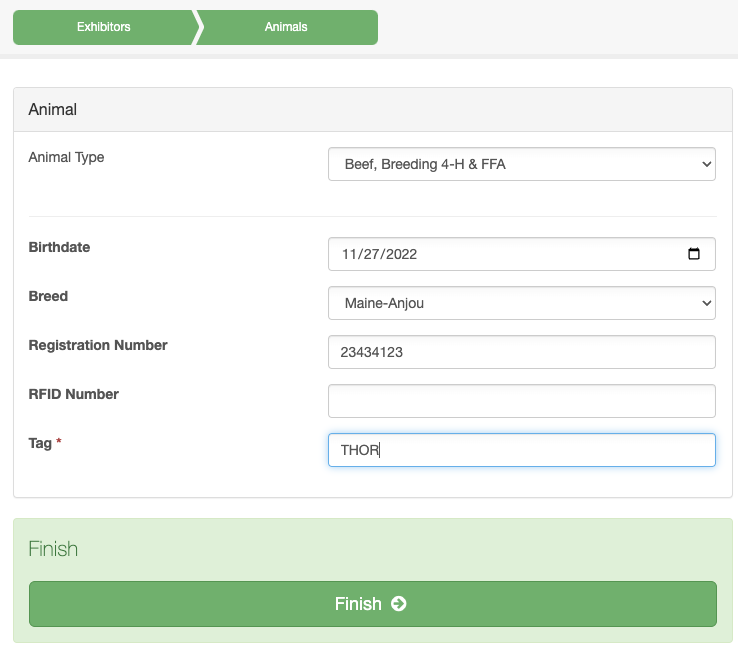 Exhibitors Animals
Animal
Animal Type Beef, Breeding 4-H & FFA
Birthdate 11/27/2022
Breed Maine-Anjou
Registration Number 23434123
RFID Number
Tag * THOR
Finish
Finish